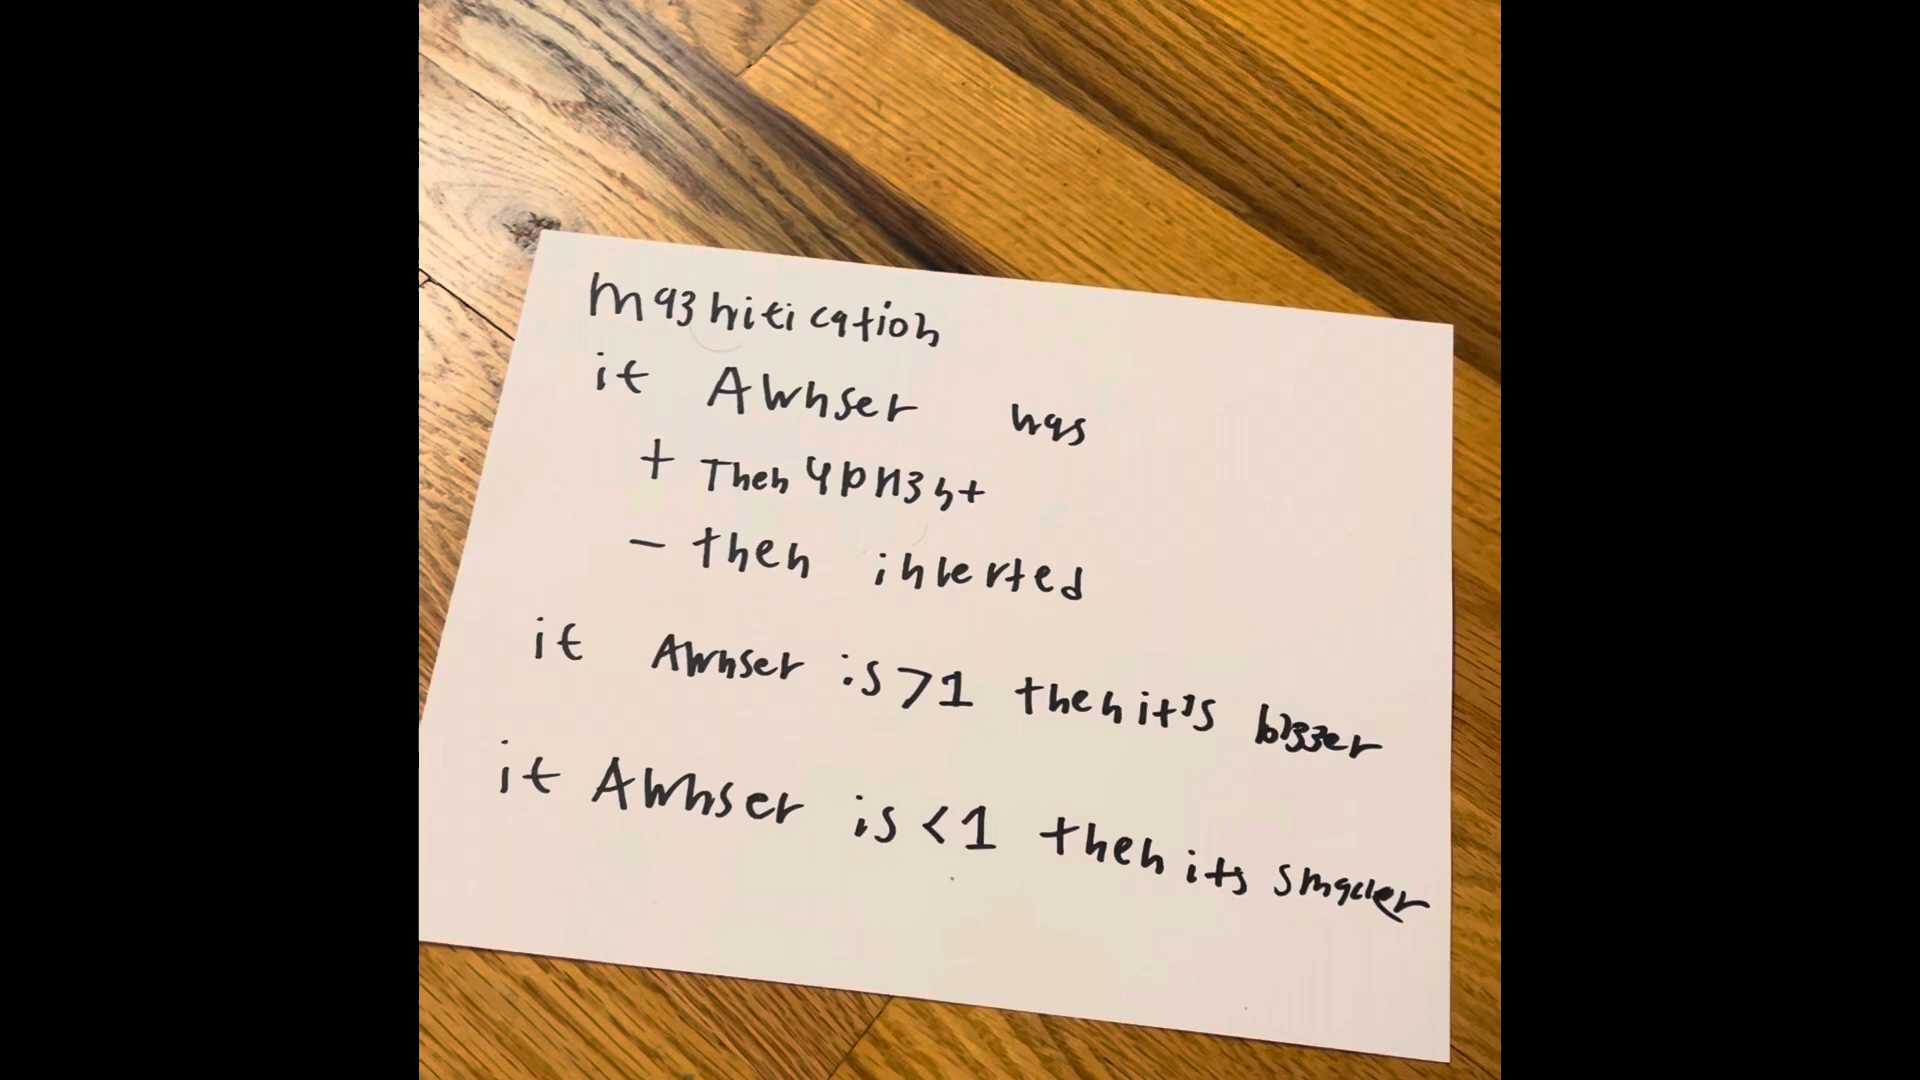 magnification
if Awnser has
+ Then upright
- then inverted
if Awnser is >1 then it's bigger
if Awnser is <1 then its smaller